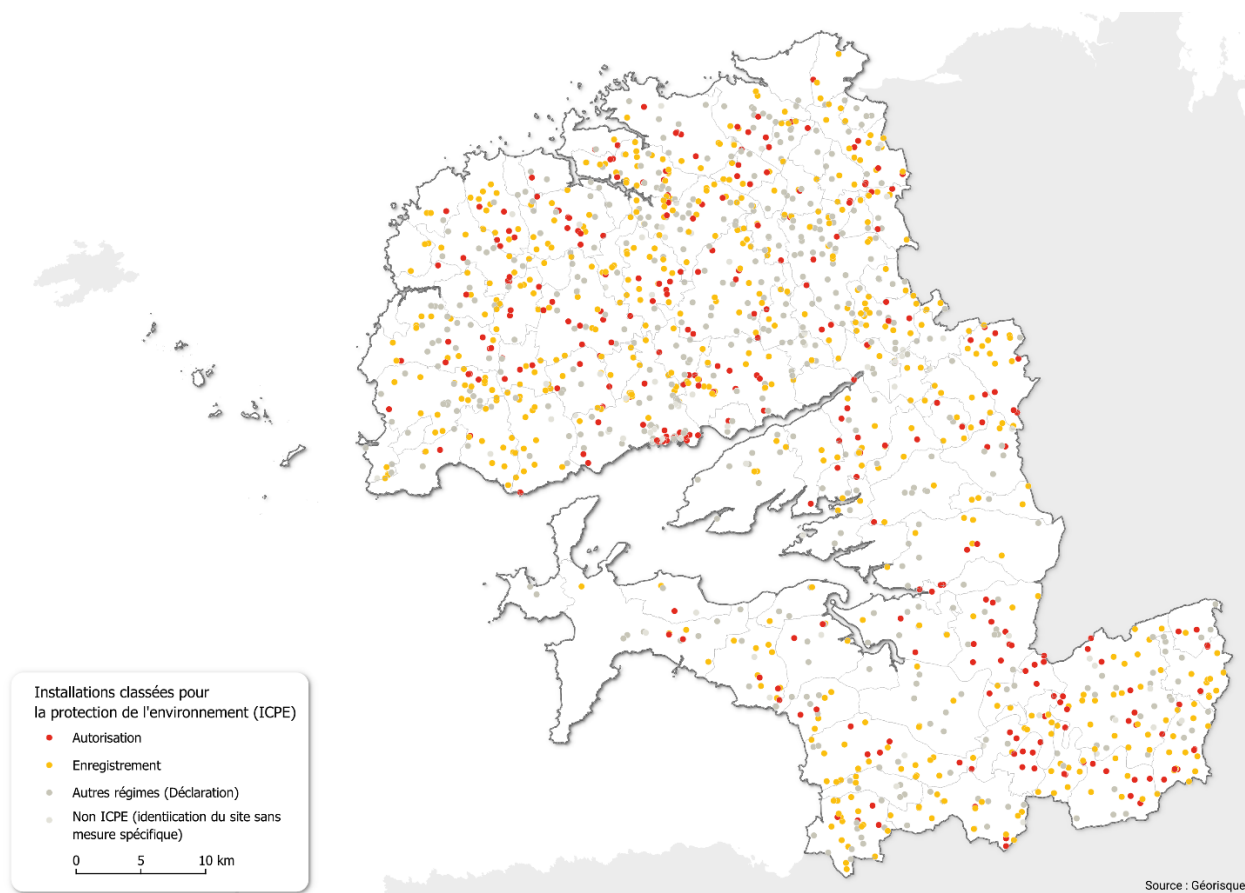 Installations classées pour
la protection de l'environnement (ICPE)
Autorisation
Enregistrement
Autres régimes (Déclaration)
Non ICPE (identiication du site sans
mesure spécifique)
0 5 10 km
Source : Géorisque